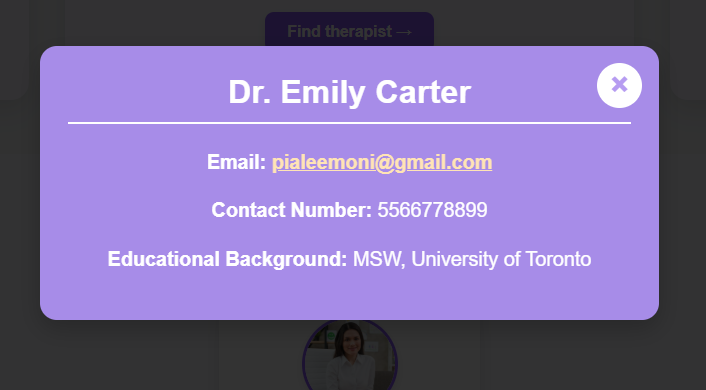 Find therapist →
Dr. Emily Carter
×
Email: pialeemoni@gmail.com
Contact Number: 5566778899
Educational Background: MSW, University of Toronto